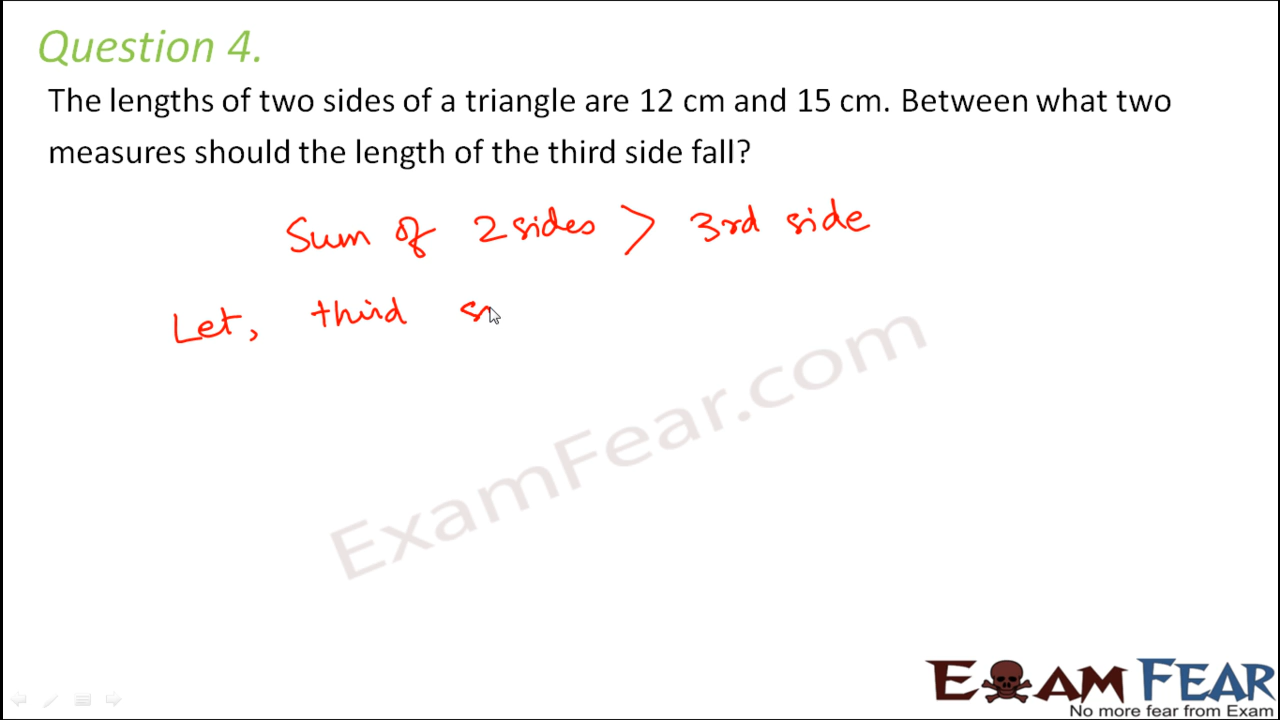 Question 4.
The lengths of two sides of a triangle are 12 cm and 15 cm. Between what two
measures should the length of the third side fall?
Sum of 2 sides > 3rd side
Let, third
ExamFear.com
EXAM FEAR
No more fear from Exam